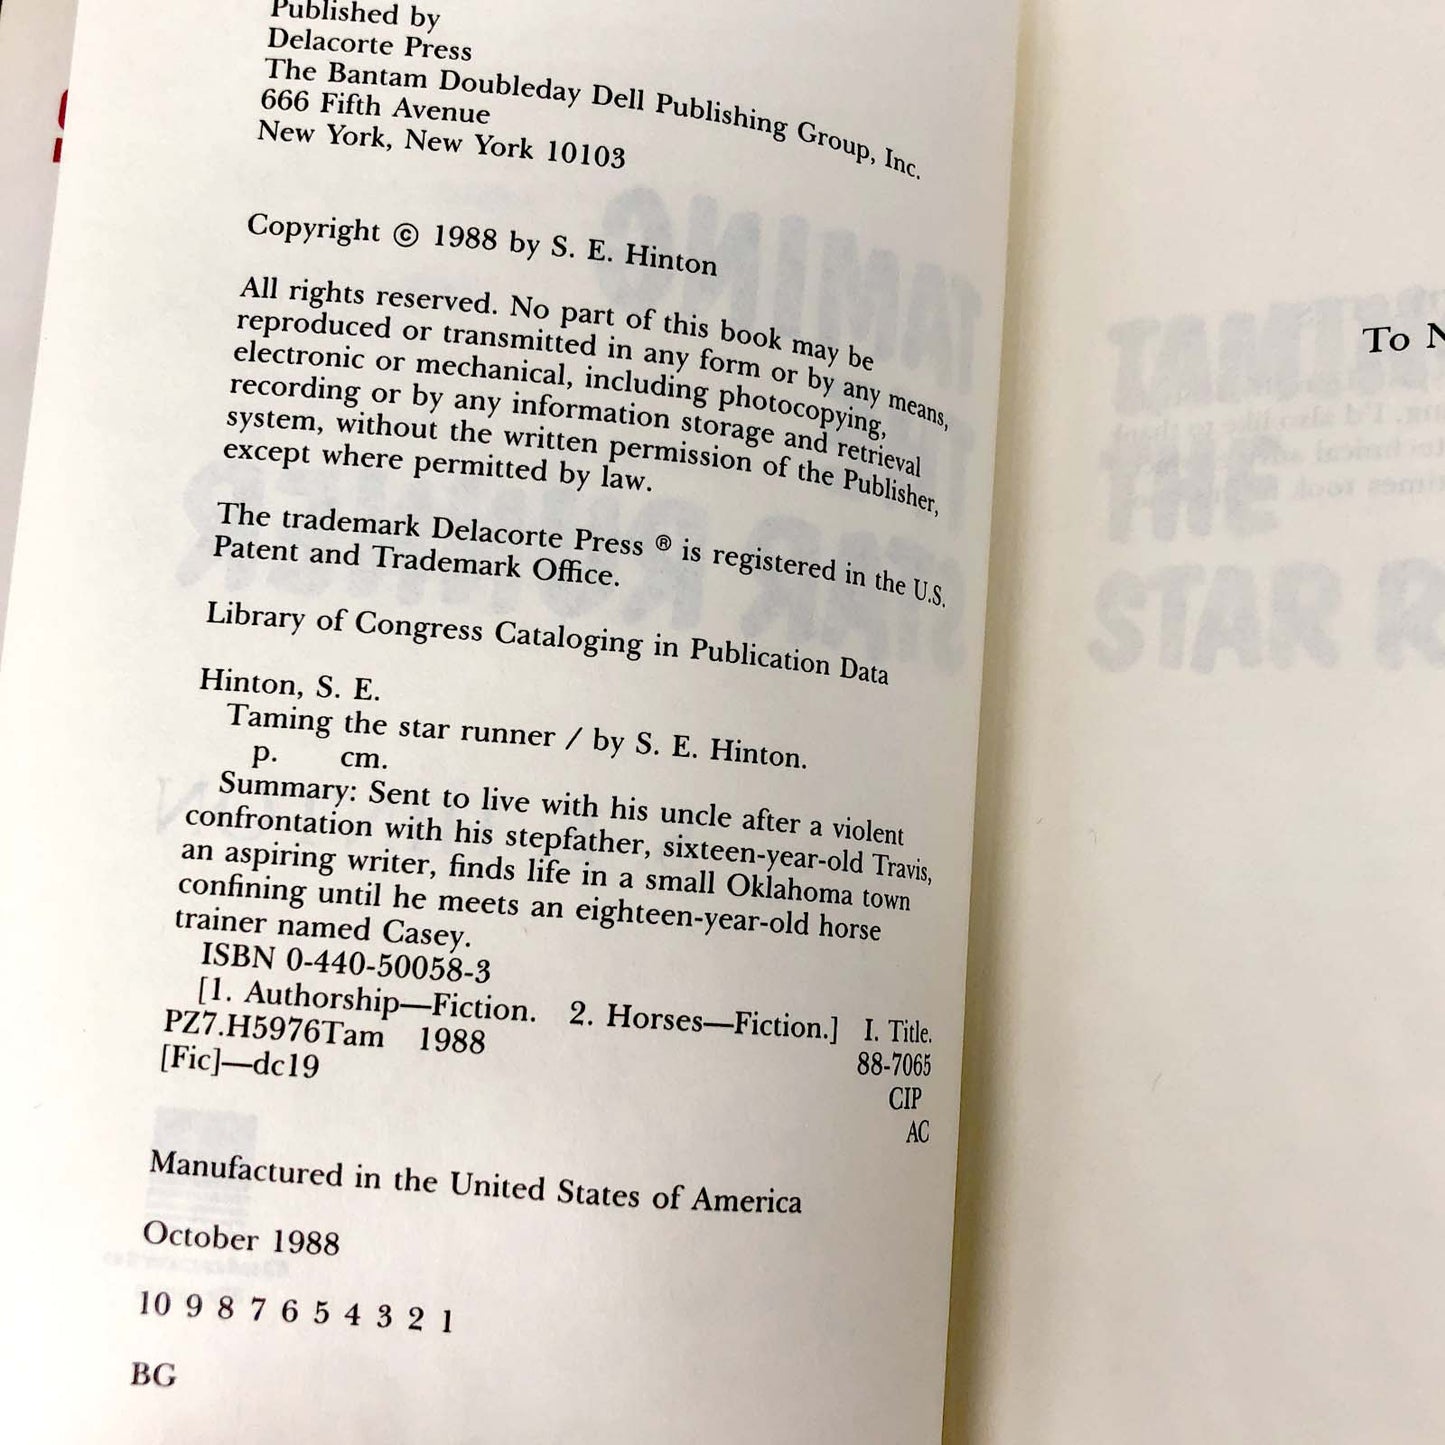 Published by
Delacorte Press
The Bantam Doubleday Dell Publishing Group, Inc.
666 Fifth Avenue
New York, New York 10103
Copyright © 1988 by S. E. Hinton
All rights reserved. No part of this book may be
reproduced or transmitted in any form or by any means,
electronic or mechanical, including photocopying,
recording or by any information storage and retrieval
system, without the written permission of the Publisher,
except where permitted by law.
The trademark Delacorte Press ® is registered in the U.S.
Patent and Trademark Office.
Library of Congress Cataloging in Publication Data
Hinton, S. E.
Taming the star runner / by S. E. Hinton.
p. cm.
Summary: Sent to live with his uncle after a violent
confrontation with his stepfather, sixteen-year-old Travis,
an aspiring writer, finds life in a small Oklahoma town
confining until he meets an eighteen-year-old horse
trainer named Casey.
ISBN 0-440-50058-3
[1. Authorship—Fiction. 2. Horses—Fiction.] I. Title.
PZ7.H5976Tam 1988 88-7065
[Fic]—dc19 CIP
AC
Manufactured in the United States of America
October 1988
10 9 8 7 6 5 4 3 2 1
BG
To